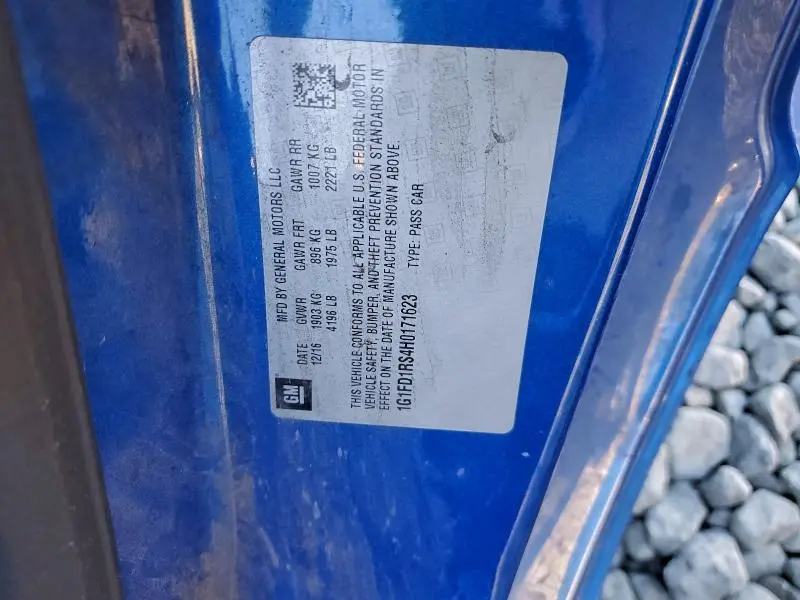 GM
MFD BY GENERAL MOTORS LLC
DATE GVWR GAWR FRT GAWR RR
12/16 1903 KG 896 KG 1007 KG
4196 LB 1975 LB 2221 LB
THIS VEHICLE CONFORMS TO ALL APPLICABLE U.S. FEDERAL MOTOR
VEHICLE SAFETY, BUMPER, AND THEFT PREVENTION STANDARDS IN
EFFECT ON THE DATE OF MANUFACTURE SHOWN ABOVE.
1G1FD1RS4H0171623 TYPE: PASS CAR